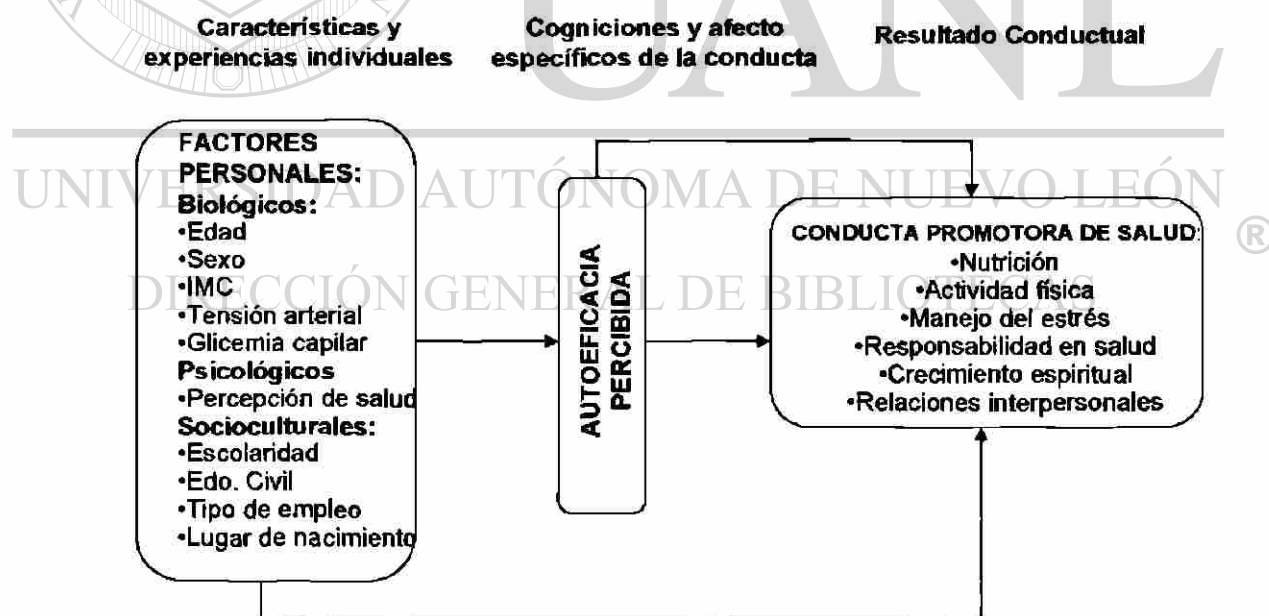 Características y
experiencias individuales
Cogniciones y afecto
específicos de la conducta
Resultado Conductual
UANL
UNIVERSIDAD AUTÓNOMA DE NUEVO LEÓN
®
DIRECCIÓN GENERAL DE BIBLIOTECAS
FACTORES
PERSONALES:
Biológicos:
•Edad
•Sexo
•IMC
•Tensión arterial
•Glicemia capilar
Psicológicos
•Percepción de salud
Socioculturales:
•Escolaridad
•Edo. Civil
•Tipo de empleo
•Lugar de nacimiento
AUTOEFICACIA
PERCIBIDA
CONDUCTA PROMOTORA DE SALUD:
•Nutrición
•Actividad física
•Manejo del estrés
•Responsabilidad en salud
•Crecimiento espiritual
•Relaciones interpersonales